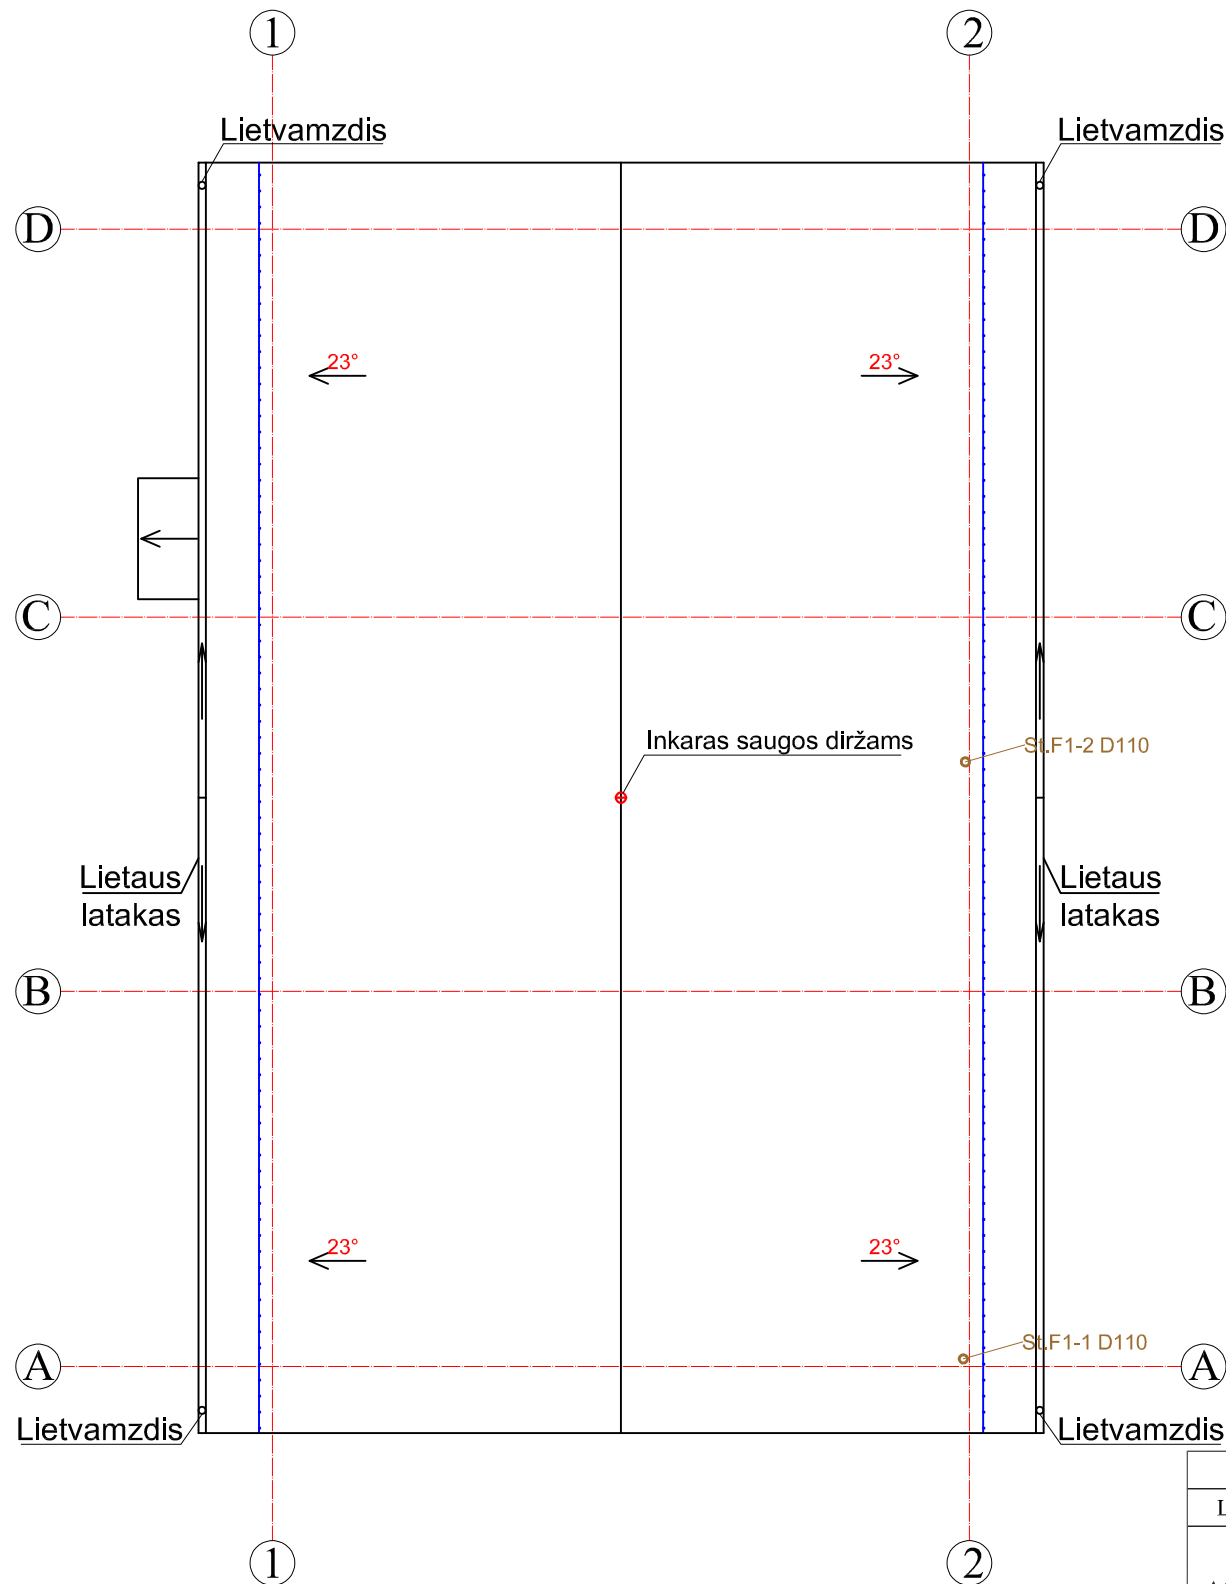 1
2
Lietvamzdis
Lietvamzdis
D
D
23°
23°
C
C
Inkaras saugos diržams
St.F1-2 D110
Lietaus
latakas
Lietaus
latakas
B
B
23°
23°
St.F1-1 D110
A
A
Lietvamzdis
Lietvamzdis
L
1
2